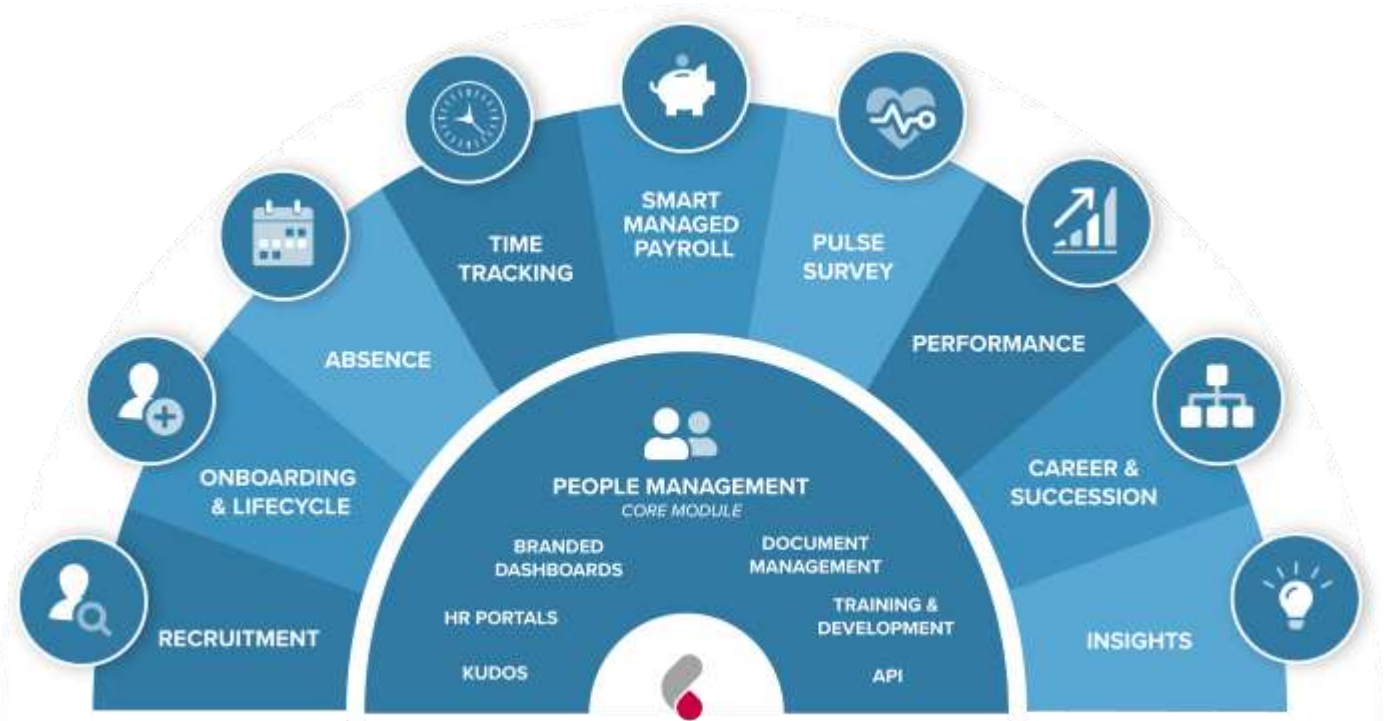 RECRUITMENT
ONBOARDING
& LIFECYCLE
ABSENCE
TIME
TRACKING
SMART
MANAGED
PAYROLL
PULSE
SURVEY
PERFORMANCE
CAREER &
SUCCESSION
INSIGHTS
PEOPLE MANAGEMENT
CORE MODULE
BRANDED
DASHBOARDS
HR PORTALS
KUDOS
DOCUMENT
MANAGEMENT
TRAINING &
DEVELOPMENT
API